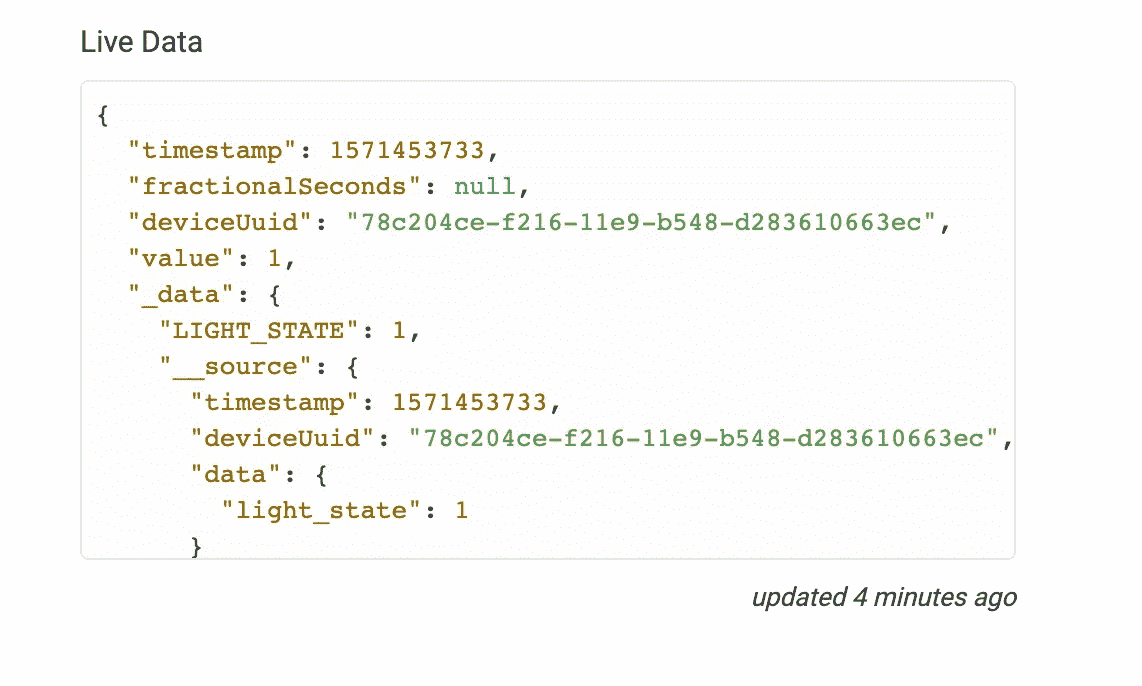 Live Data
{
"timestamp": 1571453733,
"fractionalSeconds": null,
"deviceUuid": "78c204ce-f216-11e9-b548-d283610663ec",
"value": 1,
"_data": {
"LIGHT_STATE": 1,
"__source": {
"timestamp": 1571453733,
"deviceUuid": "78c204ce-f216-11e9-b548-d283610663ec",
"data": {
"light_state": 1
}
updated 4 minutes ago